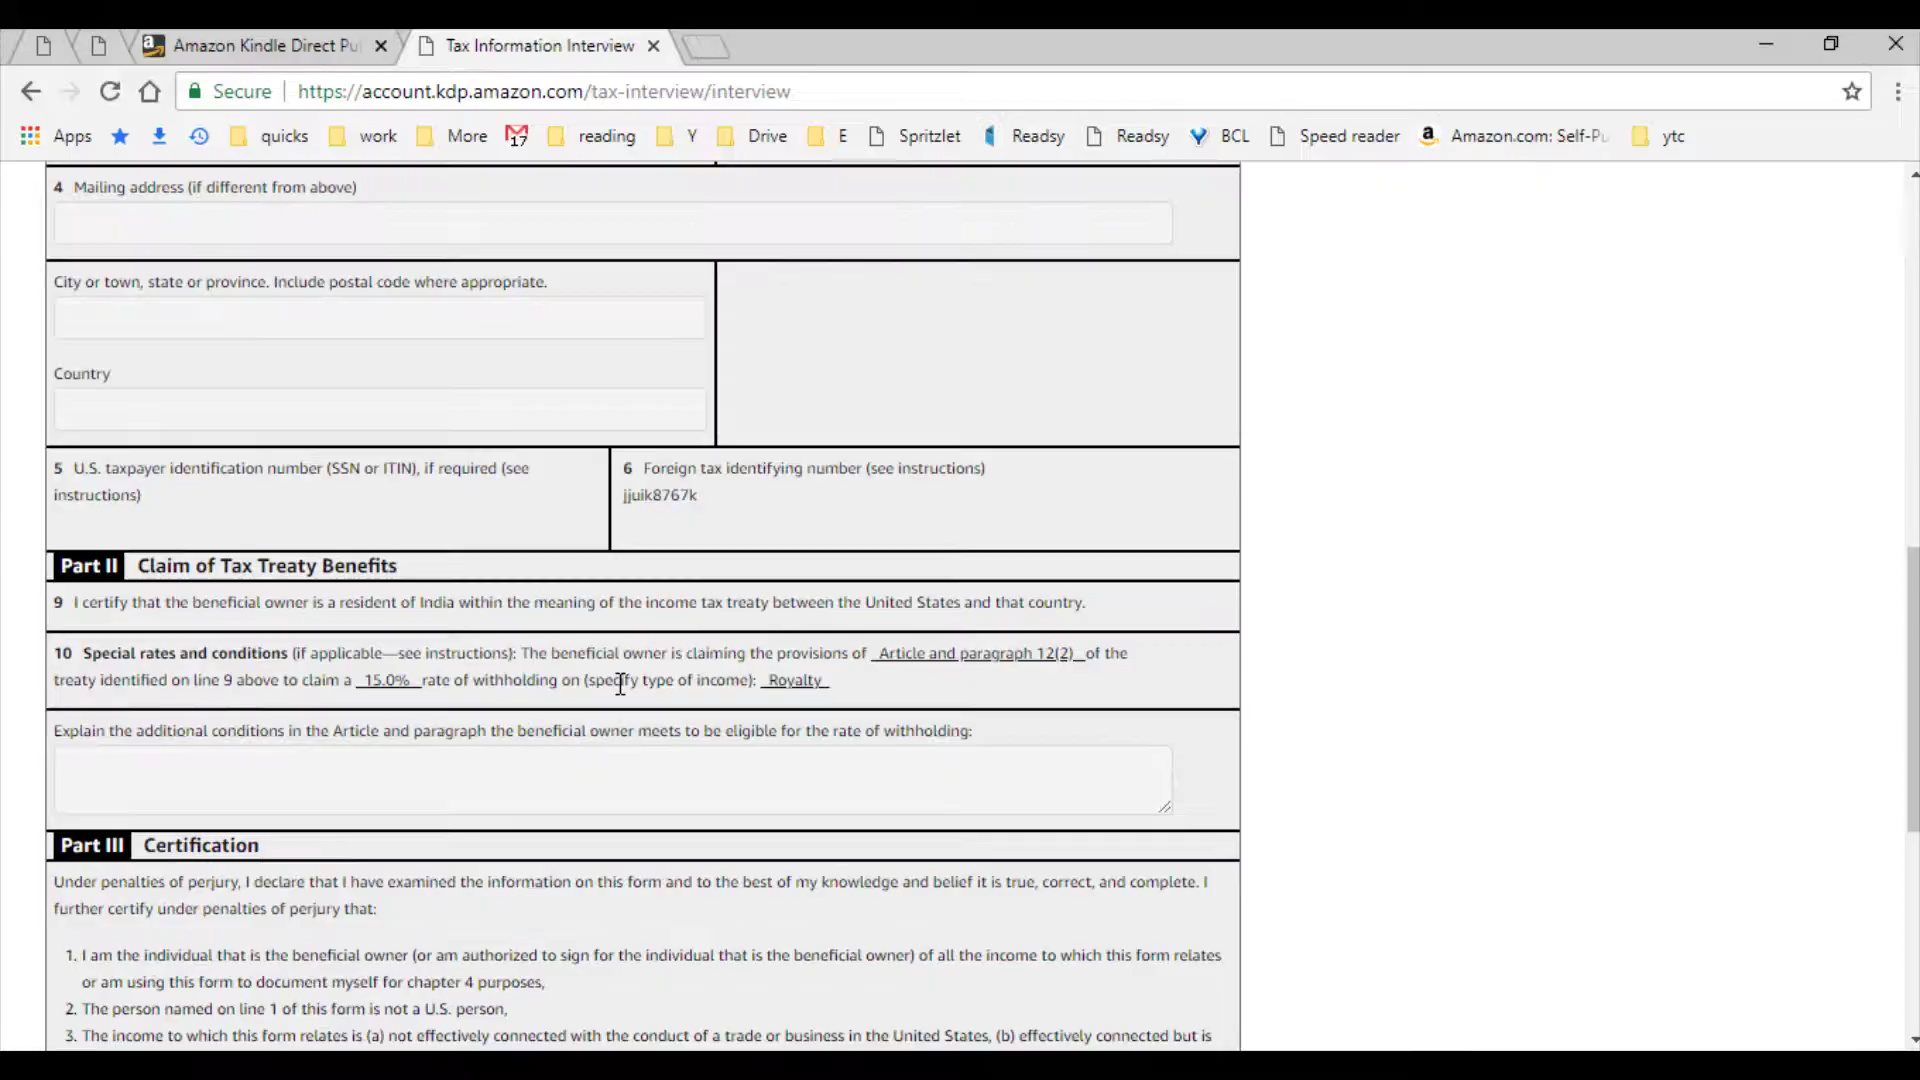 Amazon Kindle Direct Pu
Tax Information Interview
Secure
https://account.kdp.amazon.com/tax-interview/interview
Apps quicks work More 17 reading Y Drive E Spritzlet Readsy Readsy BCL Speed reader Amazon.com: Self-Pu ytc
4 Mailing address (if different from above)
City or town, state or province. Include postal code where appropriate.
Country
5 U.S. taxpayer identification number (SSN or ITIN), if required (see
instructions)
6 Foreign tax identifying number (see instructions)
jjuik8767k
Part II Claim of Tax Treaty Benefits
9 I certify that the beneficial owner is a resident of India within the meaning of the income tax treaty between the United States and that country.
10 Special rates and conditions (if applicable—see instructions): The beneficial owner is claiming the provisions of _Article and paragraph 12(2)_ of the
treaty identified on line 9 above to claim a _15.0%_ rate of withholding on (specify type of income): _Royalty_
Explain the additional conditions in the Article and paragraph the beneficial owner meets to be eligible for the rate of withholding:
Part III Certification
Under penalties of perjury, I declare that I have examined the information on this form and to the best of my knowledge and belief it is true, correct, and complete. I
further certify under penalties of perjury that:
1. I am the individual that is the beneficial owner (or am authorized to sign for the individual that is the beneficial owner) of all the income to which this form relates
or am using this form to document myself for chapter 4 purposes,
2. The person named on line 1 of this form is not a U.S. person,
3. The income to which this form relates is (a) not effectively connected with the conduct of a trade or business in the United States, (b) effectively connected but is